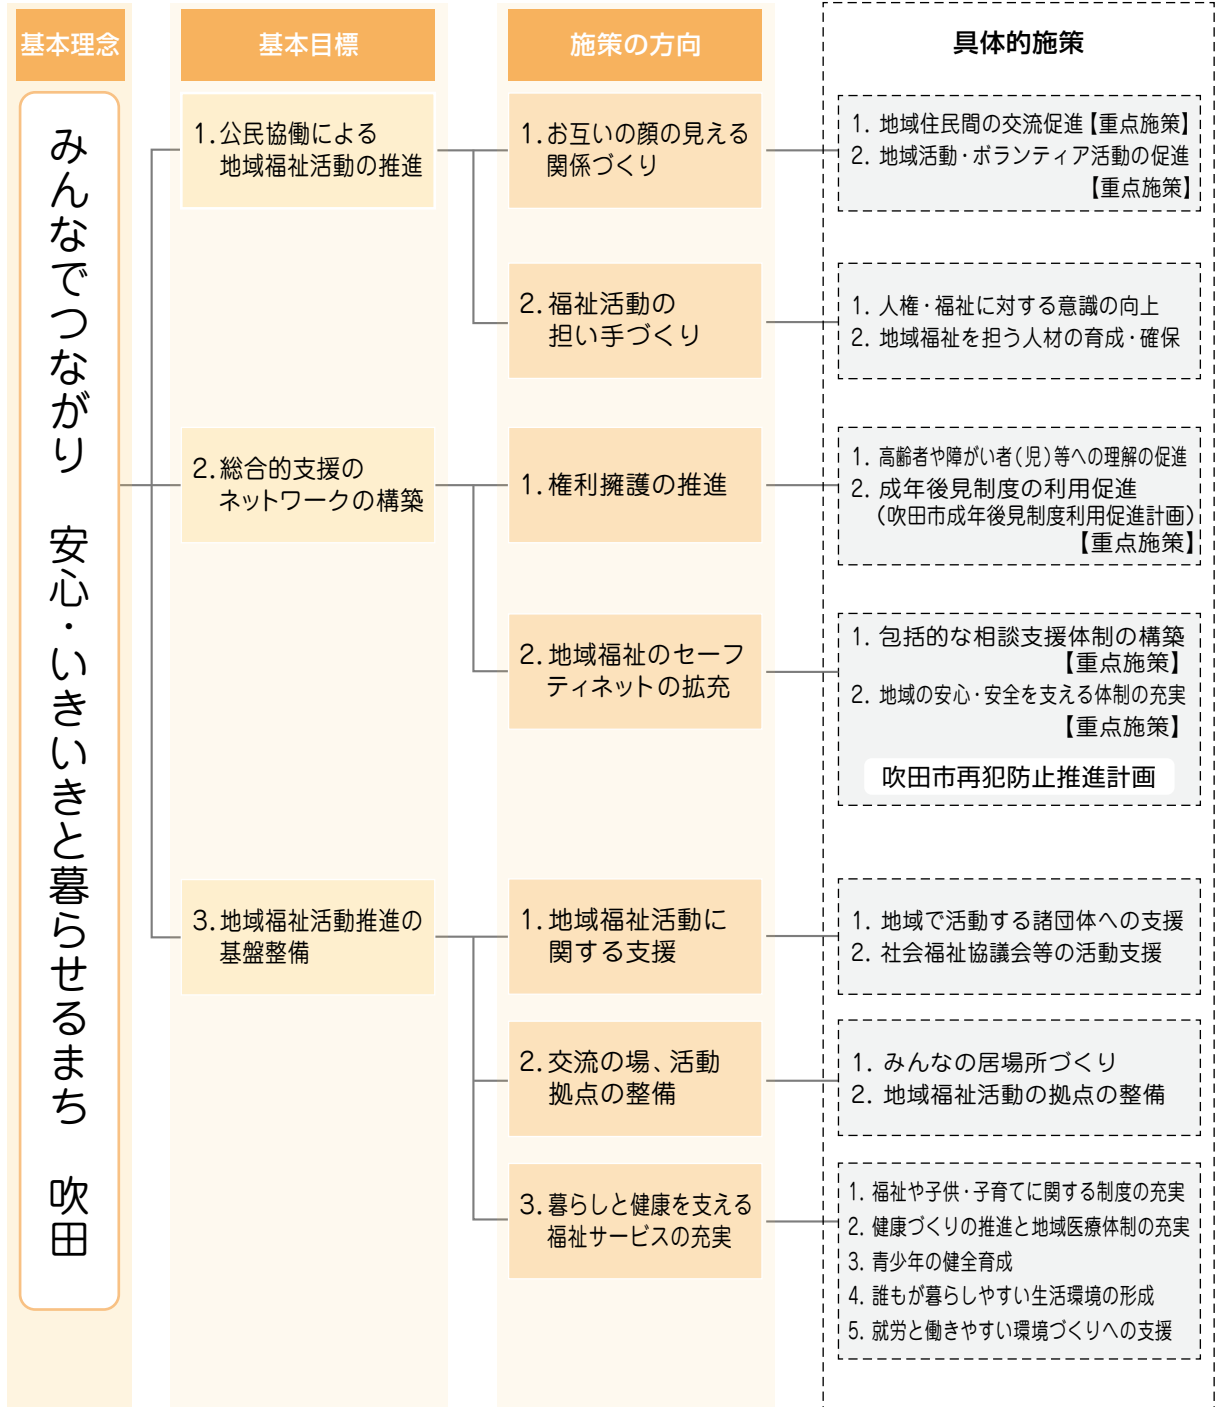 基本理念
基本目標
施策の方向
具体的施策
みんなでつながり　安心・いきいきと暮らせるまち　吹田
1.公民協働による
地域福祉活動の推進
1.お互いの顔の見える
関係づくり
1. 地域住民間の交流促進【重点施策】
2. 地域活動・ボランティア活動の促進
【重点施策】
2.福祉活動の
担い手づくり
1. 人権・福祉に対する意識の向上
2. 地域福祉を担う人材の育成・確保
2.総合的支援の
ネットワークの構築
1.権利擁護の推進
1. 高齢者や障がい者(児)等への理解の促進
2. 成年後見制度の利用促進
(吹田市成年後見制度利用促進計画)
【重点施策】
2.地域福祉のセーフ
ティネットの拡充
1. 包括的な相談支援体制の構築
【重点施策】
2. 地域の安心・安全を支える体制の充実
【重点施策】
吹田市再犯防止推進計画
3.地域福祉活動推進の
基盤整備
1.地域福祉活動に
関する支援
1. 地域で活動する諸団体への支援
2. 社会福祉協議会等の活動支援
2.交流の場、活動
拠点の整備
1. みんなの居場所づくり
2. 地域福祉活動の拠点の整備
3.暮らしと健康を支える
福祉サービスの充実
1. 福祉や子供・子育てに関する制度の充実
2. 健康づくりの推進と地域医療体制の充実
3. 青少年の健全育成
4. 誰もが暮らしやすい生活環境の形成
5. 就労と働きやすい環境づくりへの支援